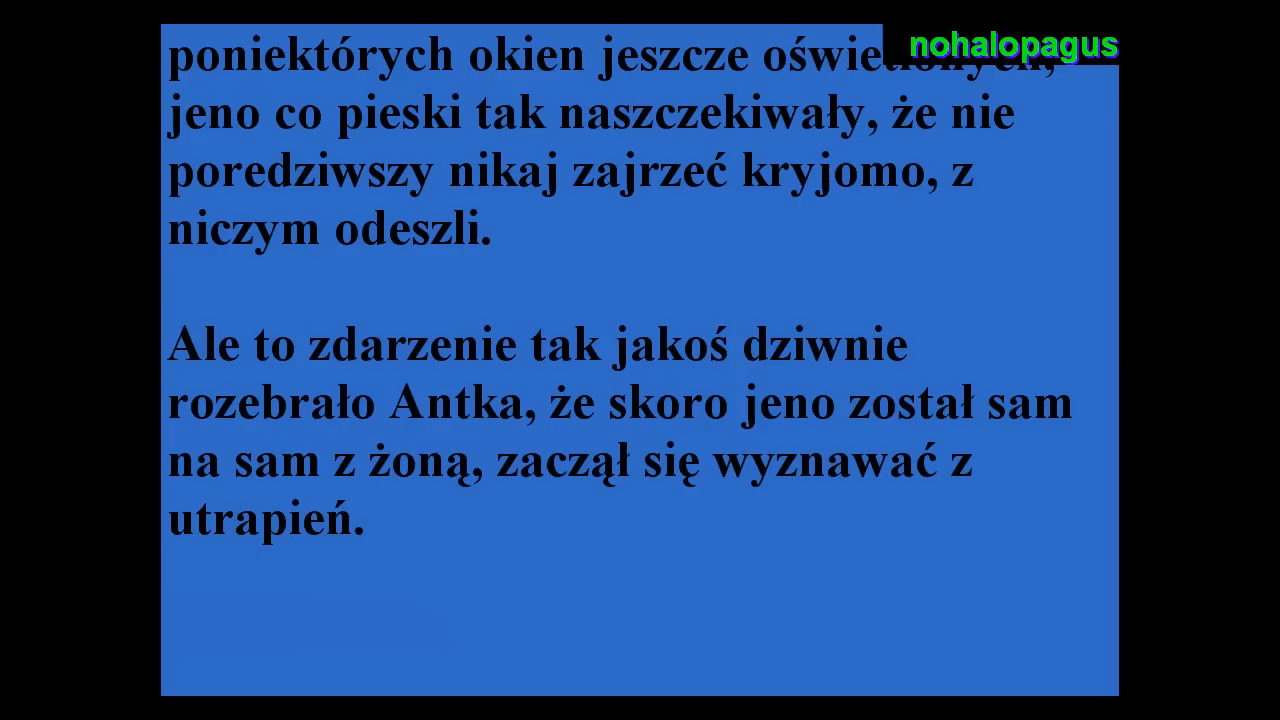 poniektórych okien jeszcze
nohalopagus
jeno co pieski tak naszczekiwały, że nie
poredziwszy nikaj zajrzeć kryjomo, z
niczym odeszli.
Ale to zdarzenie tak jakoś dziwnie
rozebrało Antka, że skoro jeno został sam
na sam z żoną, zaczął się wyznawać z
utrapień.